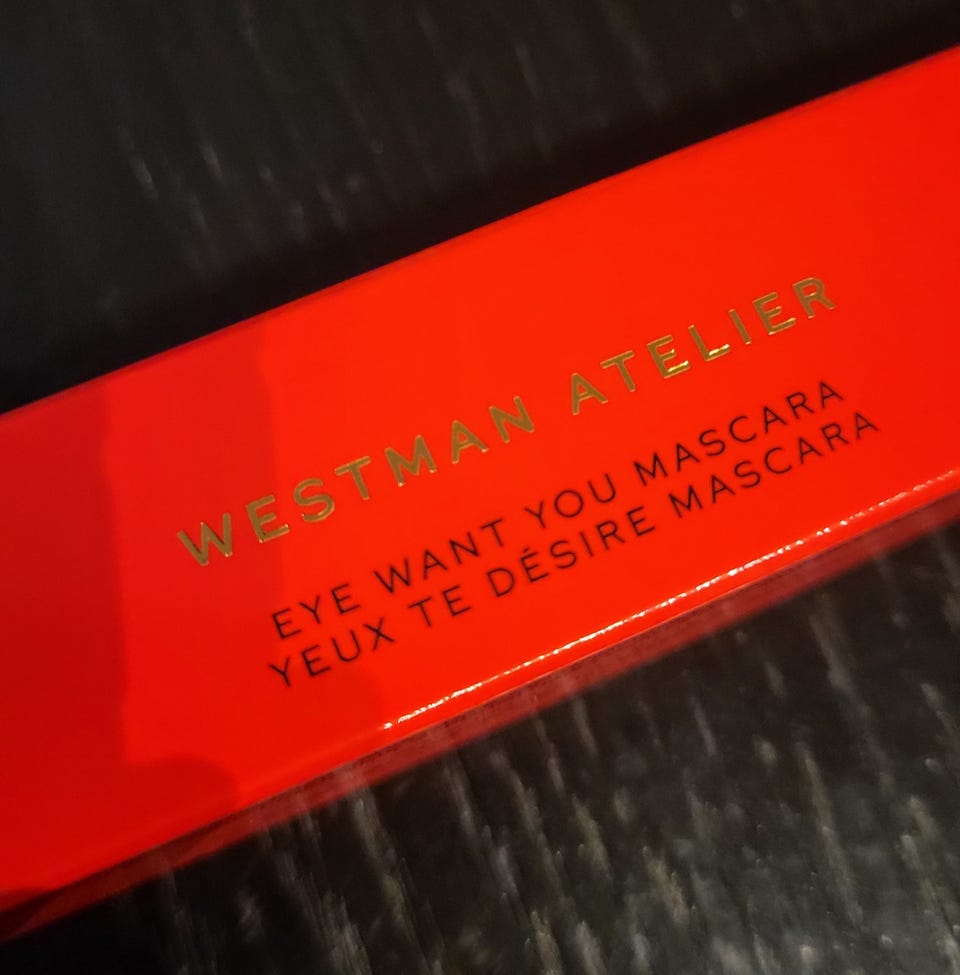 WESTMAN ATELIER
EYE WANT YOU MASCARA
YEUX TE DÉSIRE MASCARA